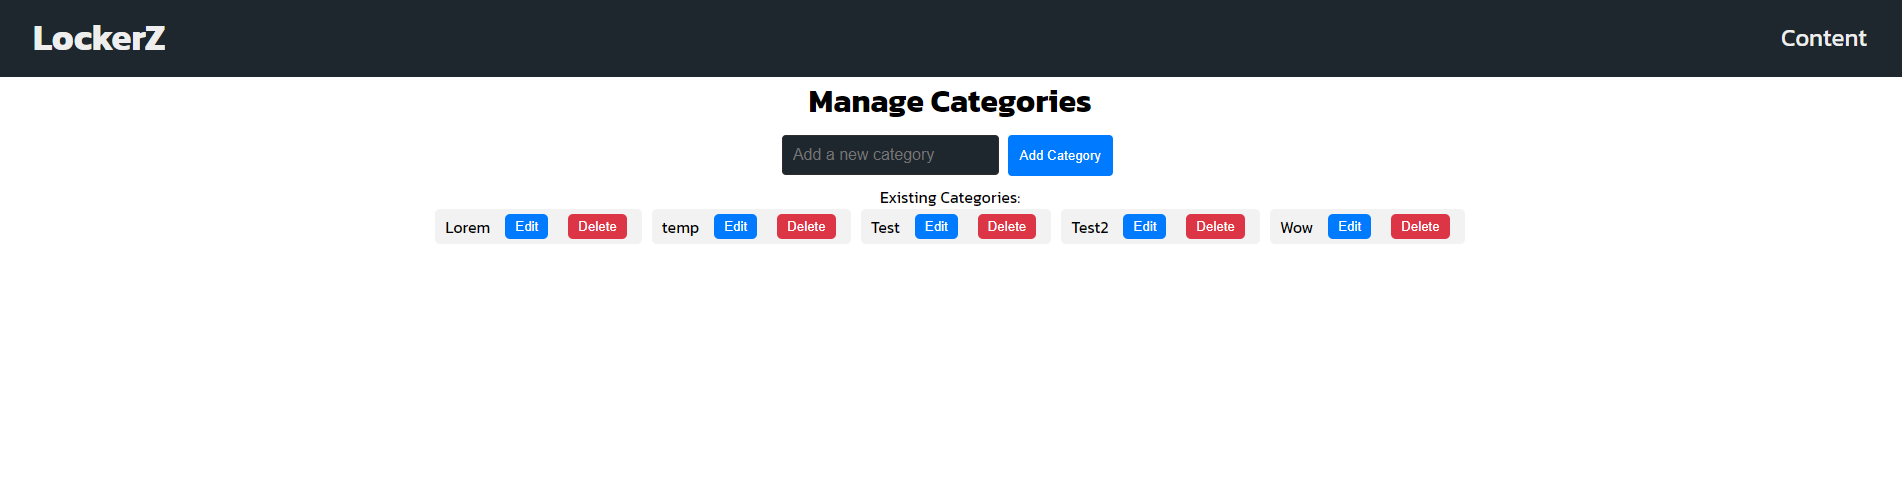 LockerZ Content
Manage Categories
Add a new category Add Category
Existing Categories:
Lorem Edit Delete temp Edit Delete Test Edit Delete Test2 Edit Delete Wow Edit Delete